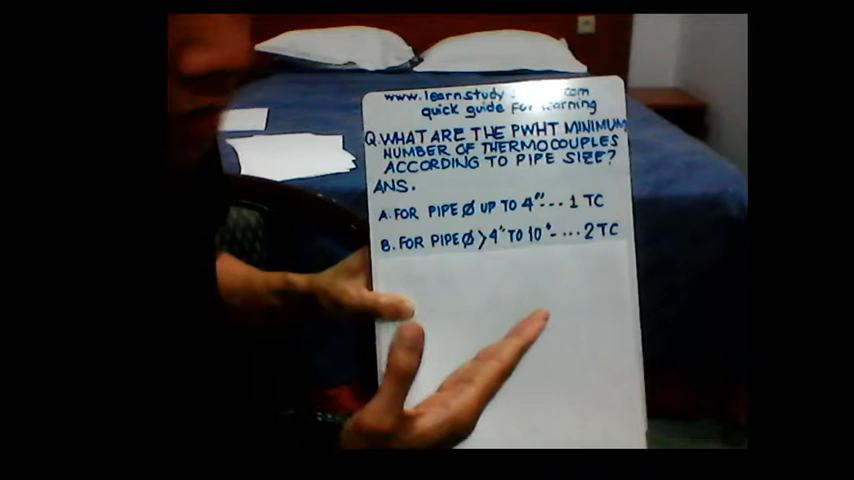 www.learnstudy com
quick guide for learning
Q.WHAT ARE THE PWHT MINIMUM
NUMBER OF THERMOCOUPLES
ACCORDING TO PIPE SIZE?
ANS.
A. FOR PIPE Ø UP TO 4"--- 1 TC
B. FOR PIPE Ø >4" TO 10"- --- 2 TC